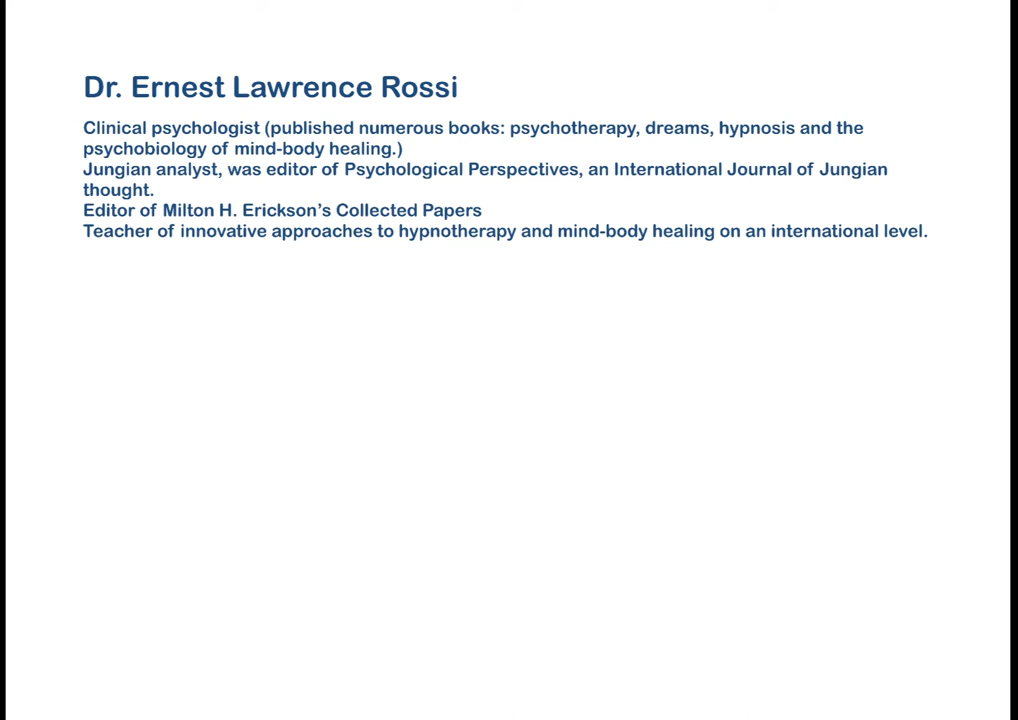 Dr. Ernest Lawrence Rossi
Clinical psychologist (published numerous books: psychotherapy, dreams, hypnosis and the
psychobiology of mind-body healing.)
Jungian analyst, was editor of Psychological Perspectives, an International Journal of Jungian
thought.
Editor of Milton H. Erickson’s Collected Papers
Teacher of innovative approaches to hypnotherapy and mind-body healing on an international level.